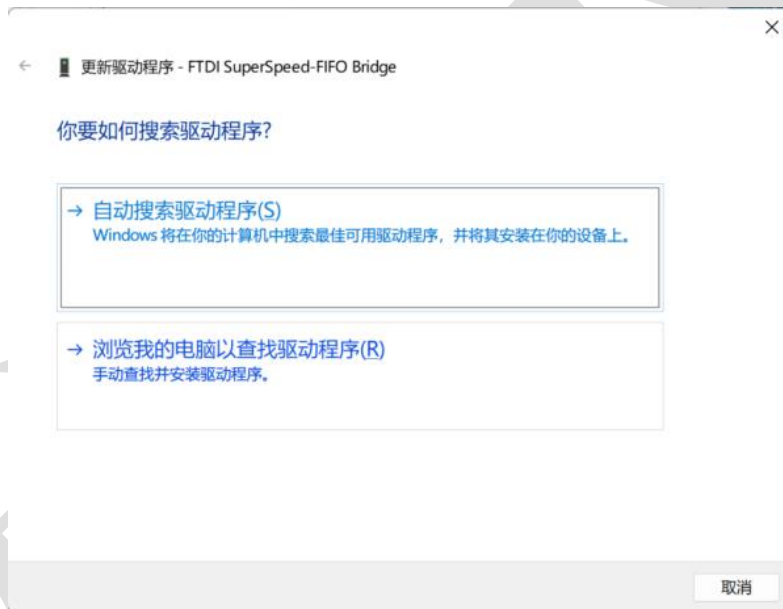 更新驱动程序 - FTDI SuperSpeed-FIFO Bridge
你要如何搜索驱动程序?
→ 自动搜索驱动程序(S)
Windows 将在你的计算机中搜索最佳可用驱动程序，并将其安装在你的设备上。
→ 浏览我的电脑以查找驱动程序(R)
手动查找并安装驱动程序。
取消